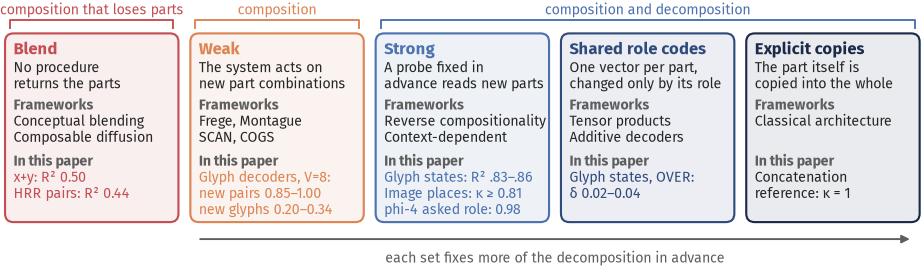 composition that loses parts
composition
composition and decomposition
Blend
No procedure
returns the parts
Frameworks
Conceptual blending
Composable diffusion
In this paper
x+y: R² 0.50
HRR pairs: R² 0.44
Weak
The system acts on
new part combinations
Frameworks
Frege, Montague
SCAN, COGS
In this paper
Glyph decoders, V=8:
new pairs 0.85–1.00
new glyphs 0.20–0.34
Strong
A probe fixed in
advance reads new parts
Frameworks
Reverse compositionality
Context-dependent
In this paper
Glyph states: R² .83–.86
Image places: κ ≥ 0.81
phi-4 asked role: 0.98
Shared role codes
One vector per part,
changed only by its role
Frameworks
Tensor products
Additive decoders
In this paper
Glyph states, OVER:
δ 0.02–0.04
Explicit copies
The part itself is
copied into the whole
Frameworks
Classical architecture
In this paper
Concatenation
reference: κ = 1
each set fixes more of the decomposition in advance